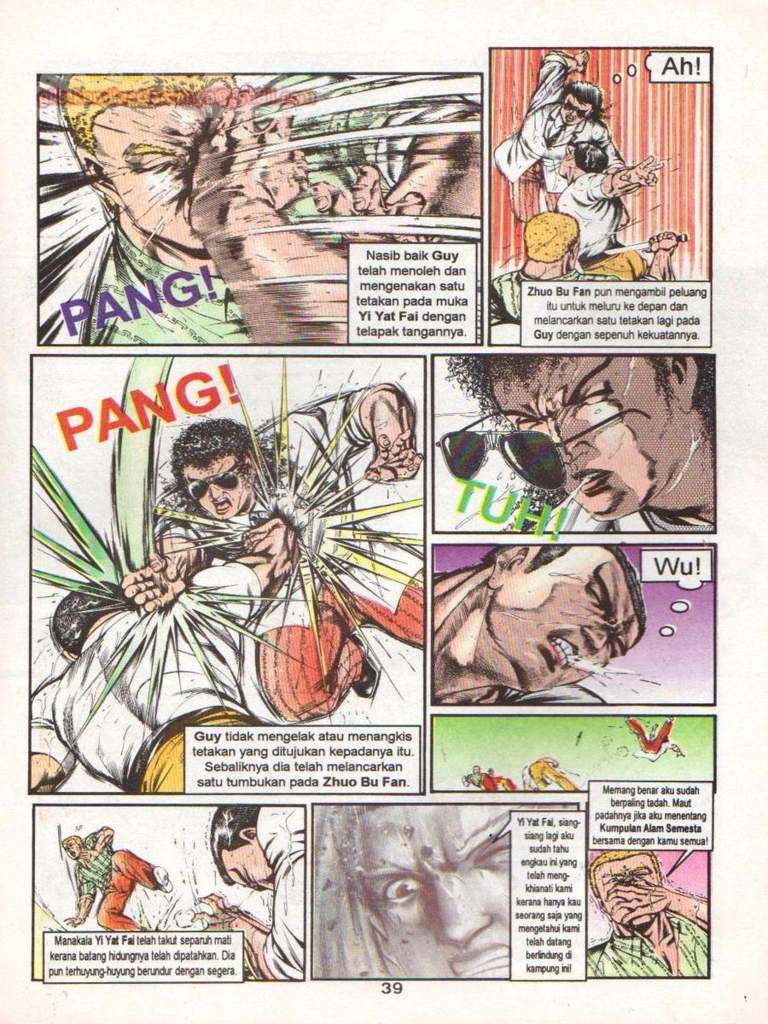 PANG!
Nasib baik Guy
telah menoleh dan
mengenakan satu
tetakan pada muka
Yi Yat Fai dengan
telapak tangannya.
Ah!
Zhuo Bu Fan pun mengambil peluang
itu untuk meluru ke depan dan
melancarkan satu tetakan lagi pada
Guy dengan sepenuh kekuatannya.
PANG!
Guy tidak mengelak atau menangkis
tetakan yang ditujukan kepadanya itu.
Sebaliknya dia telah melancarkan
satu tumbukan pada Zhuo Bu Fan.
TUH!
Wu!
Manakala Yi Yat Fai telah takut separuh mati
kerana batang hidungnya telah dipatahkan. Dia
pun terhuyung-huyung berundur dengan segera.
Yi Yat Fai, siang-
siang lagi aku
sudah tahu
engkau ini yang
telah meng-
khianati kami
kerana hanya kau
seorang saja yang
mengetahui kami
telah datang
berlindung di
kampung ini!
Memang benar aku sudah
berpaling tadah. Maut
padahnya jika aku menentang
Kumpulan Alam Semesta
bersama dengan kamu semua!
39